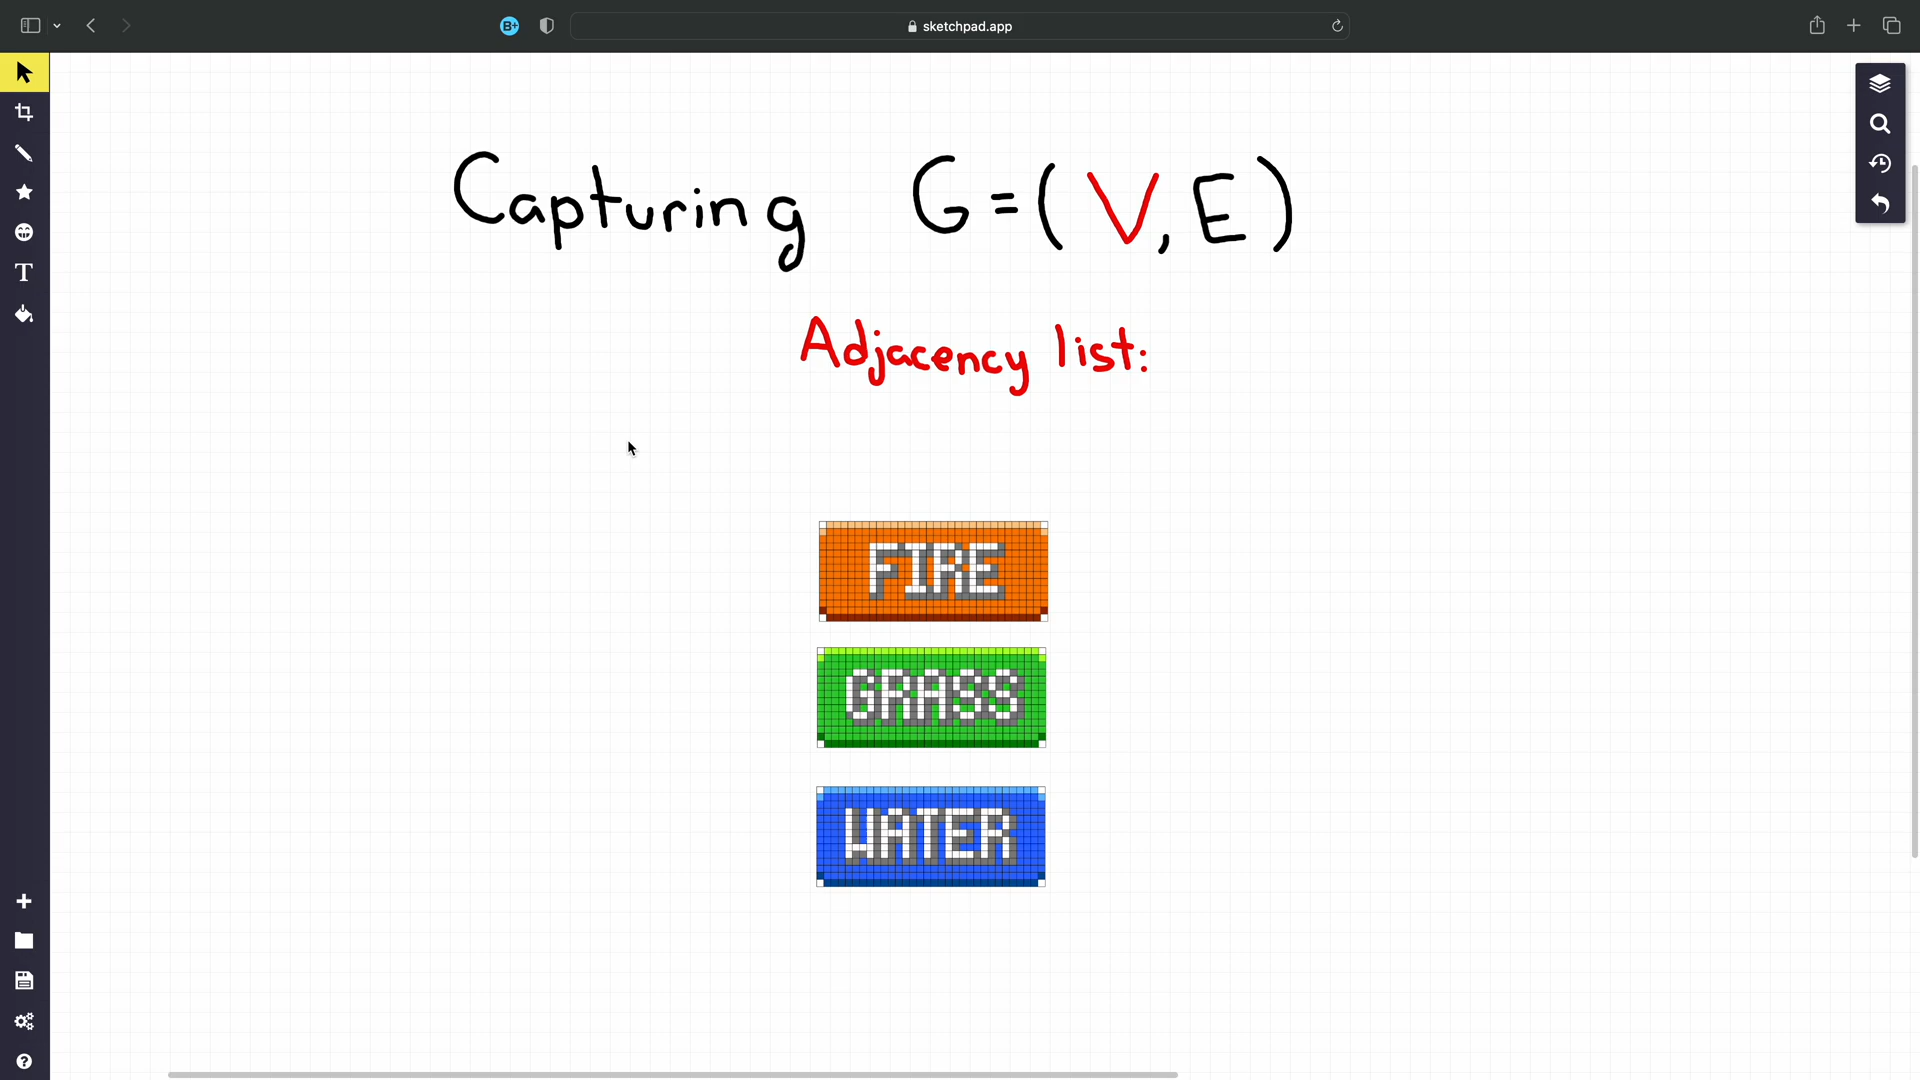 B+
sketchpad.app
Capturing G=(V,E)
Adjacency list:
FIRE
GRASS
WATER
T
?